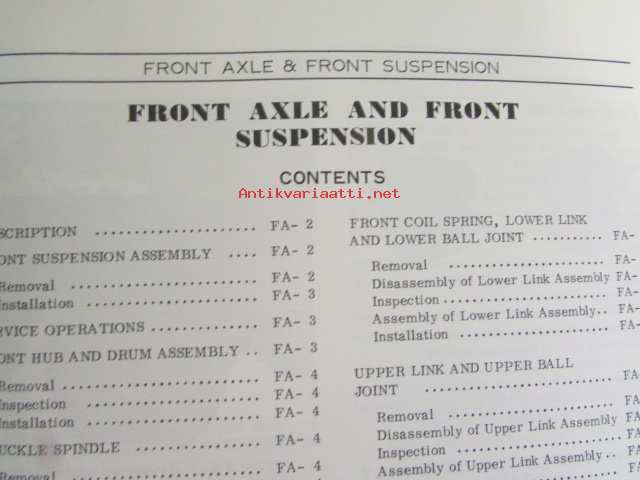 FRONT AXLE & FRONT SUSPENSION
FRONT AXLE AND FRONT
SUSPENSION
CONTENTS
Antikvariaatti.net
SCRIPTION ...................... FA- 2
ONT SUSPENSION ASSEMBLY .... FA- 2
Removal ........................ FA- 2
Installation ........................ FA- 3
RVICE OPERATIONS .............. FA- 3
ONT HUB AND DRUM ASSEMBLY .. FA- 3
Removal ........................ FA- 4
Inspection ........................ FA- 4
Installation ........................ FA- 4
UCKLE SPINDLE ................ FA- 4
Removal ........................ FA- 4
FRONT COIL SPRING, LOWER LINK
AND LOWER BALL JOINT .......... FA-
Removal ...................... FA-
Disassembly of Lower Link Assembly FA-
Inspection ...................... FA-
Assembly of Lower Link Assembly.. FA-
Installation ...................... FA-
UPPER LINK AND UPPER BALL
JOINT ........................ FA-
Removal ...................... FA-
Disassembly of Upper Link Assembly FA
Inspection ...................... FA-
Assembly of Upper Link Assembly.. FA